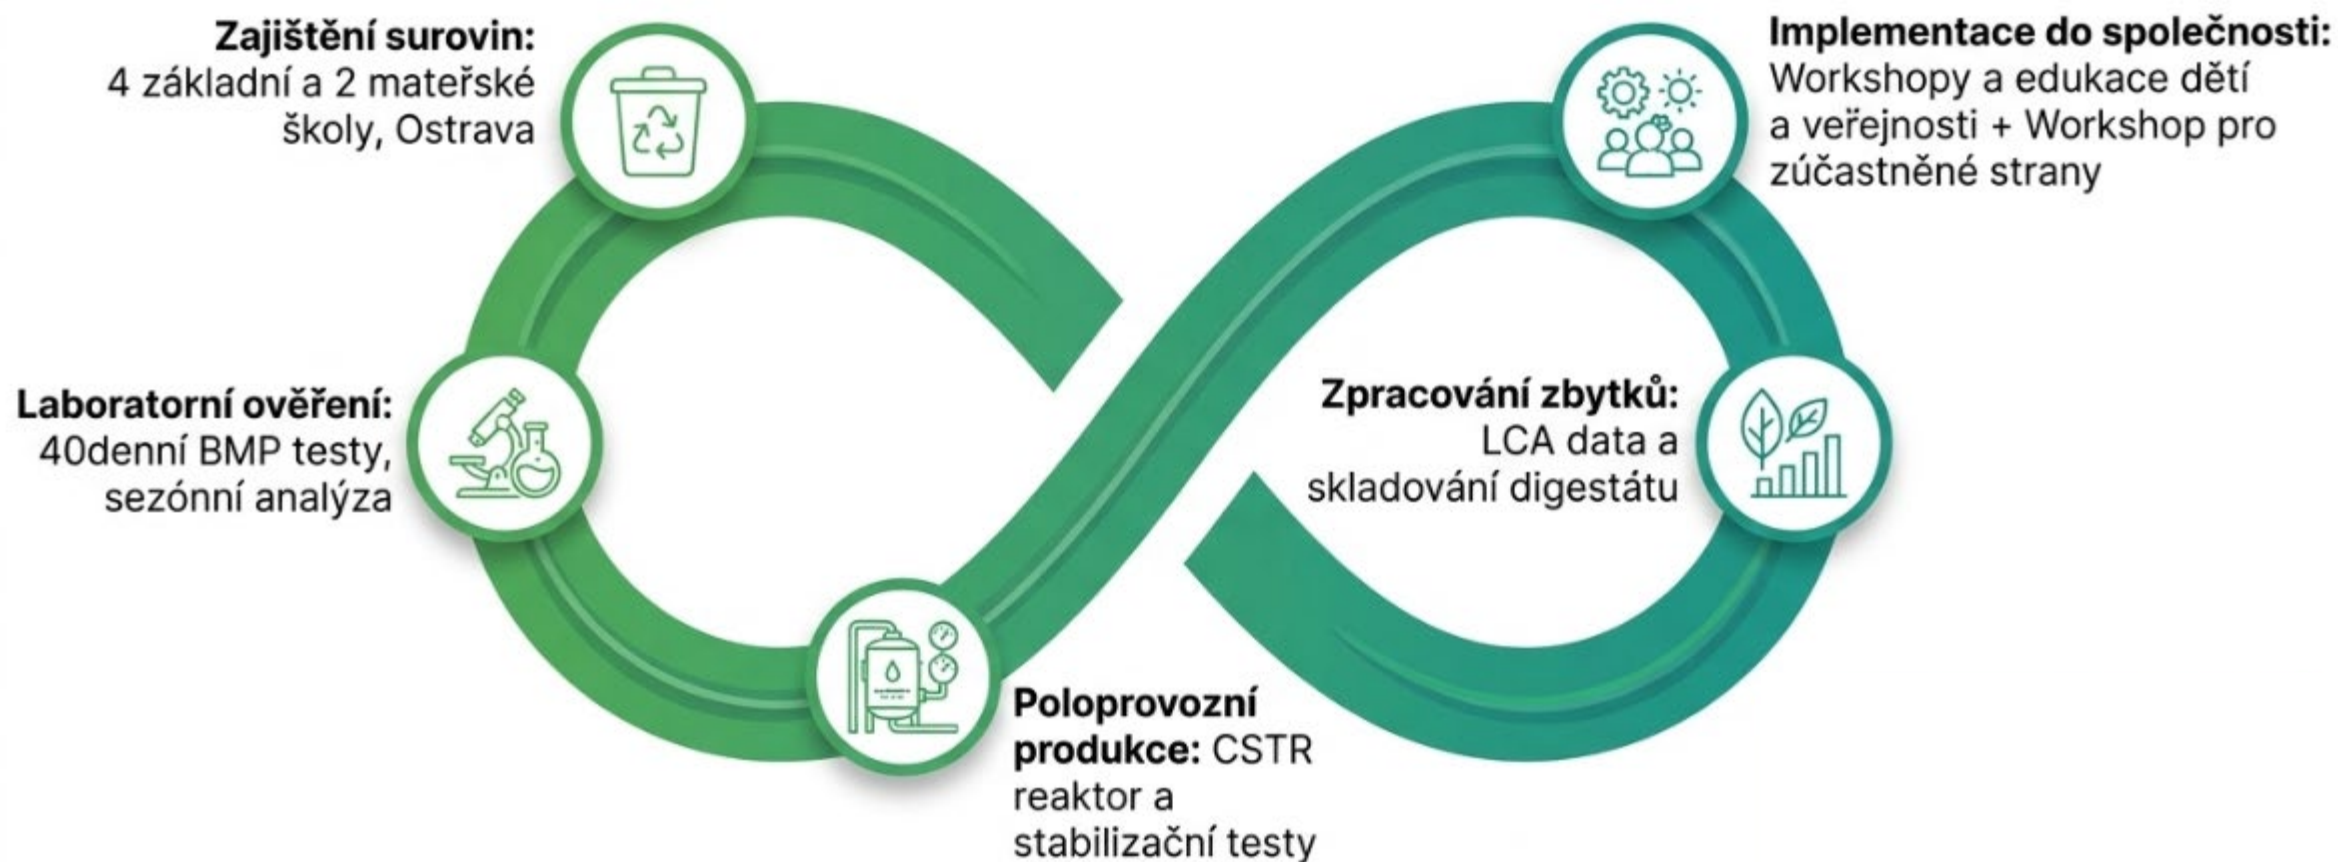 Zajištění surovin:
4 základní a 2 mateřské
školy, Ostrava
Implementace do společnosti:
Workshopy a edukace dětí
a veřejnosti + Workshop pro
zúčastněné strany
Laboratorní ověření:
40denní BMP testy,
sezónní analýza
Zpracování zbytků:
LCA data a
skladování digestátu
Poloprovozní
produkce: CSTR
reaktor a
stabilizační testy